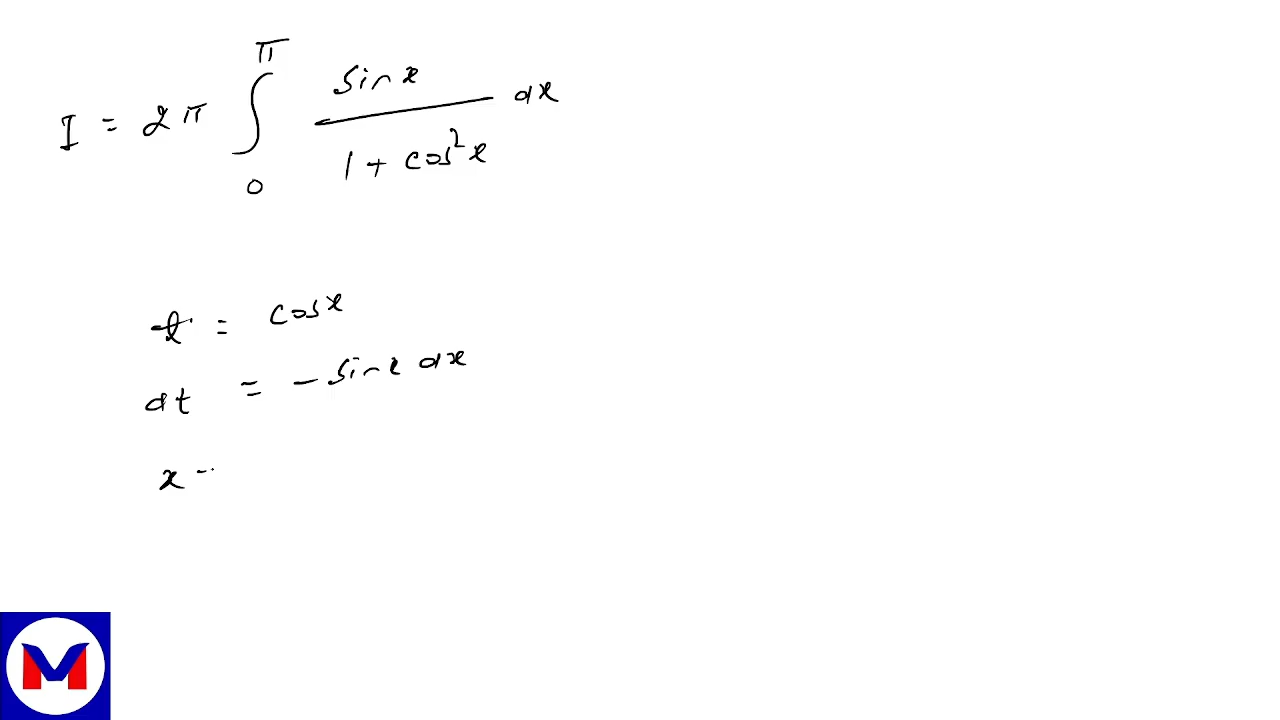 I = 2π ∫₀^π sin x / (1 + cos²x) dx
t = cos x
dt = - sin x dx
x -
M